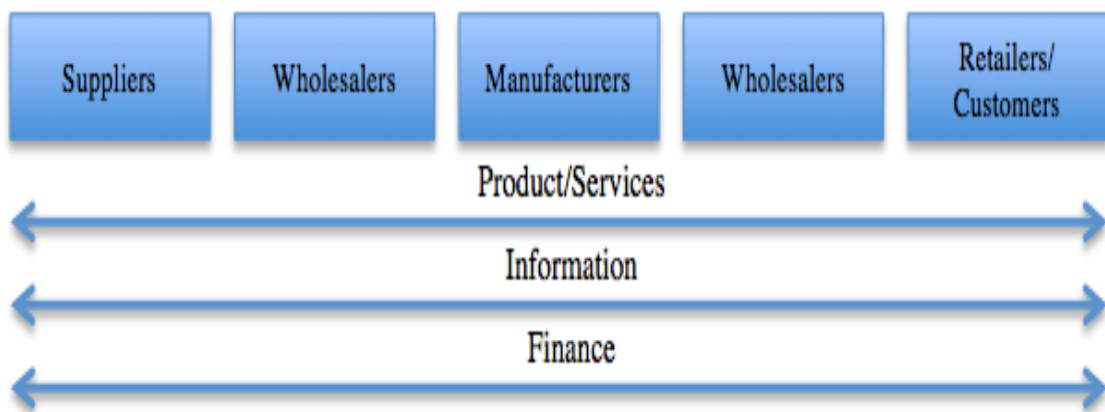 Suppliers
Wholesalers
Manufacturers
Wholesalers
Retailers/
Customers
Product/Services
Information
Finance